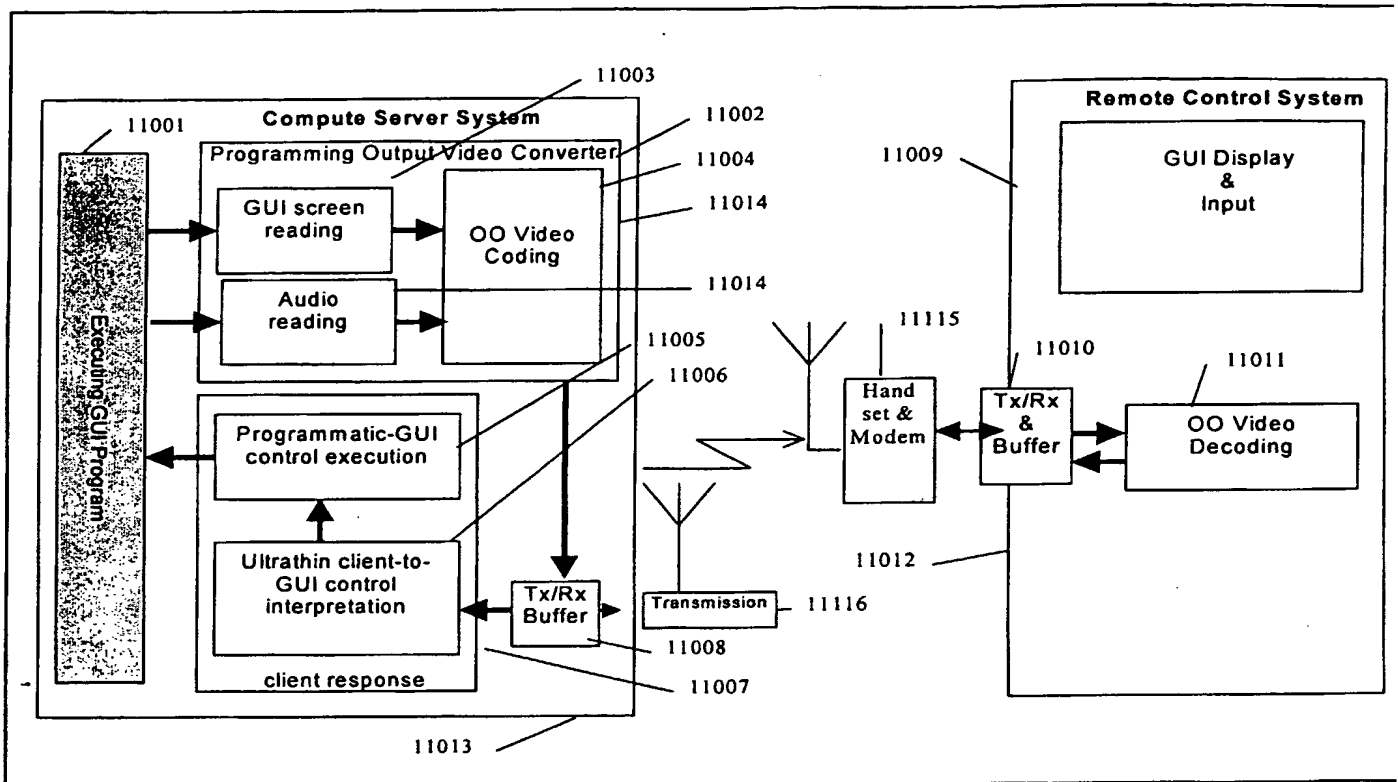 11003
Compute Server System
11001
11002
Programming Output Video Converter
11004
GUI screen
reading
11014
OO Video
Coding
Audio
reading
11014
Executing GUI Program
11005
11006
Programmatic-GUI
control execution
Ultrathin client-to-
GUI control
interpretation
Tx/Rx
Buffer
11008
client response
11007
11013
Transmission
11116
11115
Hand
set &
Modem
Remote Control System
11009
GUI Display
&
Input
11010
Tx/Rx
&
Buffer
11011
OO Video
Decoding
11012